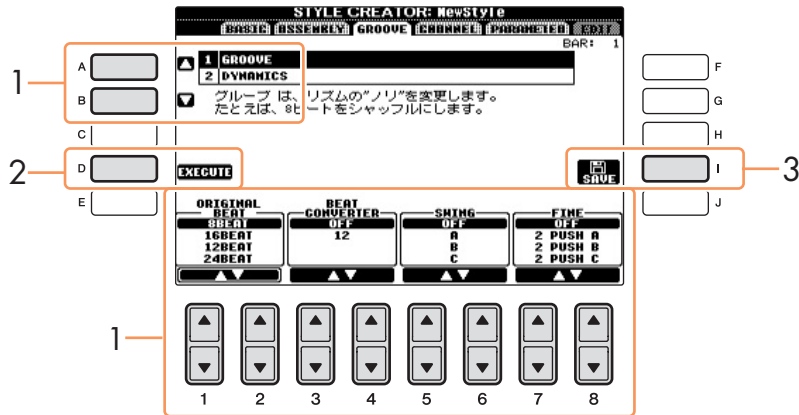 STYLE CREATOR: NewStyle
BASIC ASSEMBLY GROOVE CHANNEL PARAMETER EDIT
BAR: 1
1
A
B
C
D
E
1 GROOVE
2 DYNAMICS
グルーブ は、リズムの"ノリ"を変更します。
たとえば、8ビートをシャッフルにします。
F
G
H
I
J
2
EXECUTE
SAVE
3
ORIGINAL BEAT
8BEAT
16BEAT
12BEAT
24BEAT
BEAT CONVERTER
OFF
12
SWING
OFF
A
B
C
FINE
OFF
2 PUSH A
2 PUSH B
2 PUSH C
1
1 2 3 4 5 6 7 8